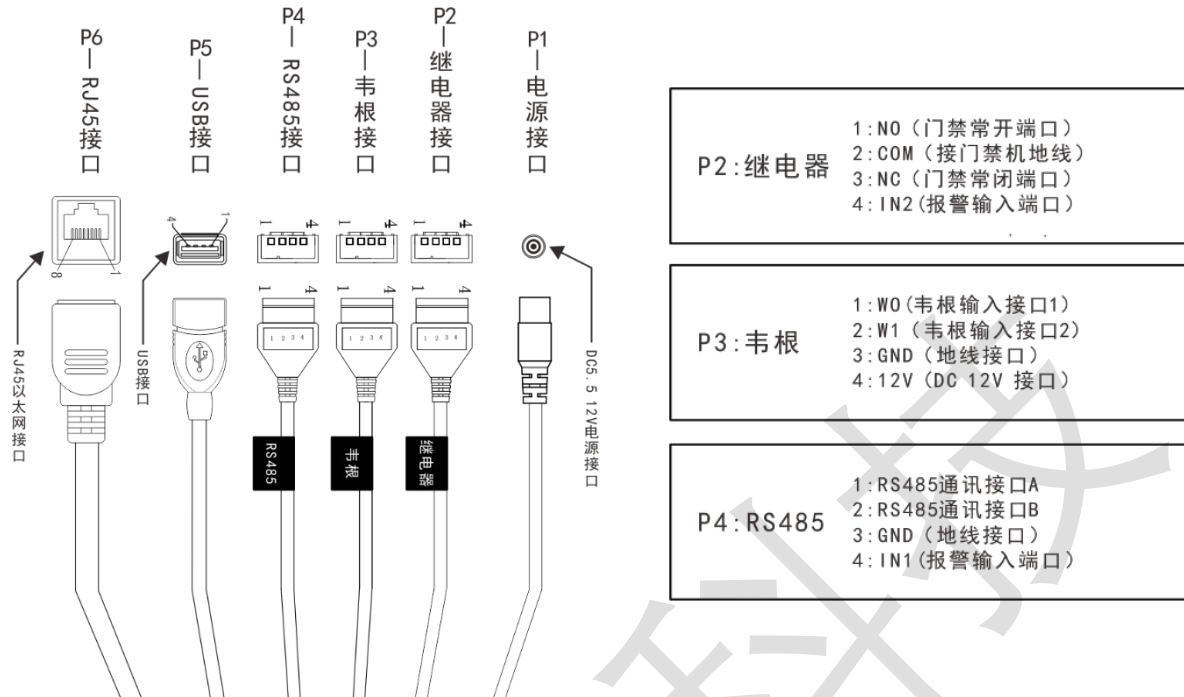 P6—RJ45接口
P5—USB接口
P4—RS485接口
P3—韦根接口
P2—继电器接口
P1—电源接口
8 1
4 1
1 4
1 4
1 4
1 4
1 4
1 4
1 2 3 4
1 2 3 4
1 2 3 4
RJ45以太网接口
USB接口
DC5.5 12V电源接口
RS485
韦根
继电器
P2:继电器
1:NO（门禁常开端口）
2:COM（接门禁机地线）
3:NC（门禁常闭端口）
4:IN2(报警输入端口）
P3:韦根
1:W0(韦根输入接口1)
2:W1（韦根输入接口2)
3:GND（地线接口）
4:12V（DC 12V 接口）
P4:RS485
1:RS485通讯接口A
2:RS485通讯接口B
3:GND（地线接口）
4:IN1(报警输入端口）
科技